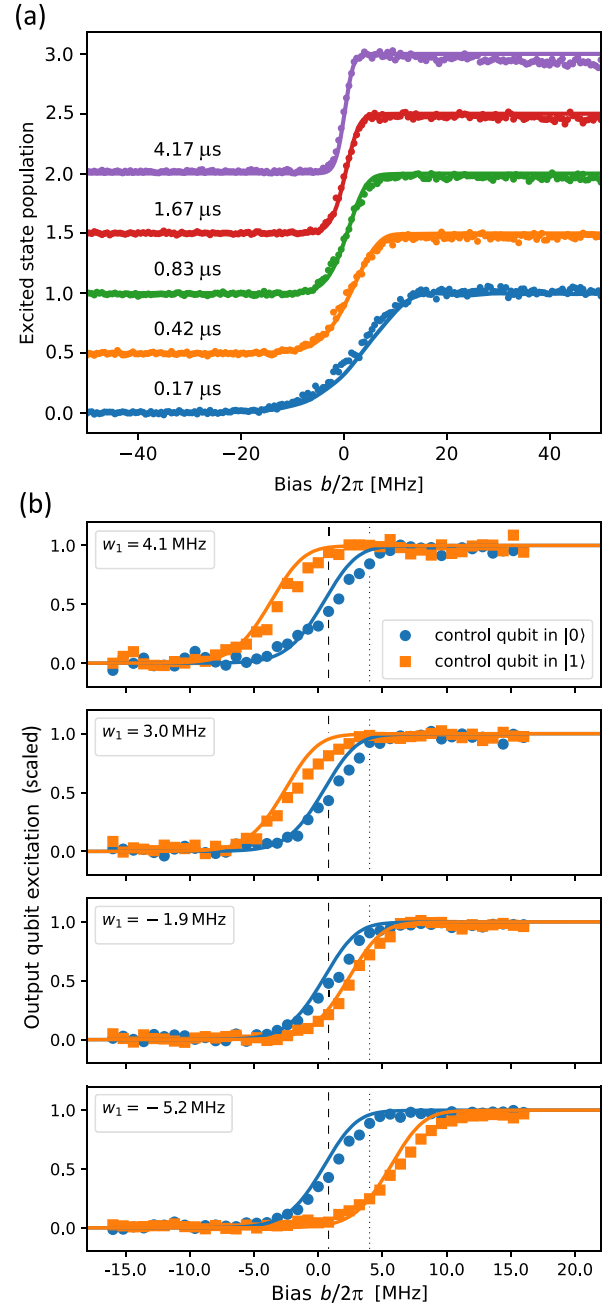 (a)
3.0
2.5
2.0
1.5
1.0
0.5
0.0
Excited state population
4.17 μs
1.67 μs
0.83 μs
0.42 μs
0.17 μs
−40 −20 0 20 40
Bias b/2π [MHz]
(b)
w₁ = 4.1 MHz
1.0
0.5
0.0
control qubit in |0⟩
control qubit in |1⟩
w₁ = 3.0 MHz
1.0
0.5
0.0
Output qubit excitation (scaled)
w₁ = − 1.9 MHz
1.0
0.5
0.0
w₁ = − 5.2 MHz
1.0
0.5
0.0
-15.0 -10.0 -5.0 0.0 5.0 10.0 15.0 20.0
Bias b/2π [MHz]